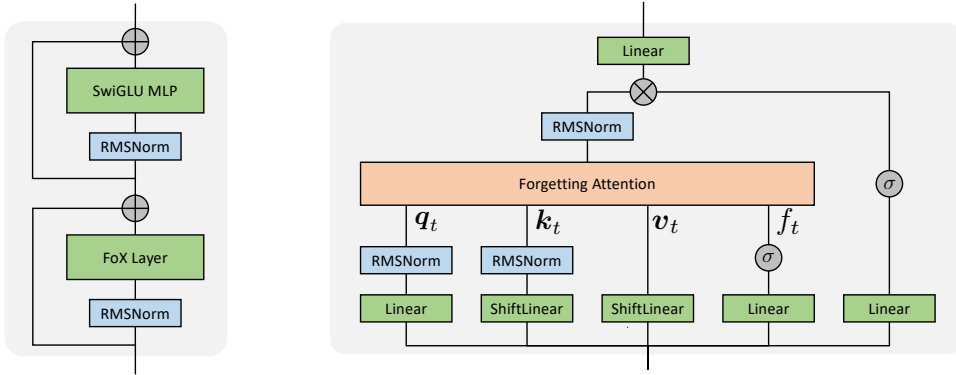 SwiGLU MLP
RMSNorm
FoX Layer
RMSNorm
Linear
RMSNorm
σ
Forgetting Attention
q_t k_t v_t f_t
RMSNorm RMSNorm σ
Linear ShiftLinear ShiftLinear Linear Linear